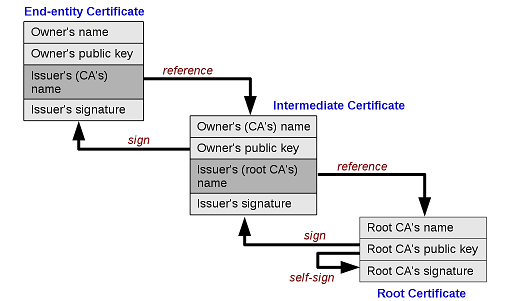 End-entity Certificate
Owner's name
Owner's public key
Issuer's (CA's)
name
Issuer's signature
reference
sign
Intermediate Certificate
Owner's (CA's) name
Owner's public key
Issuer's (root CA's)
name
Issuer's signature
reference
sign
self-sign
Root CA's name
Root CA's public key
Root CA's signature
Root Certificate